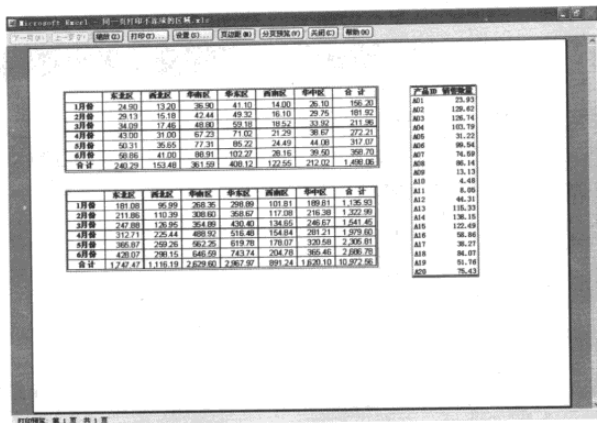 Microsoft Excel - 同一页打印不连续的区域.xls
下一页(N) 上一页(P) 缩放(Z) 打印(T)... 设置(S)... 页边距(M) 分页预览(V) 关闭(C) 帮助(H)
东北区 西北区 华南区 华东区 西南区 华中区 合计
1月份 24.90 13.20 36.90 41.10 14.00 26.10 156.20
2月份 29.13 15.18 42.44 49.32 16.10 29.75 181.92
3月份 34.09 17.46 48.80 59.18 18.52 33.92 211.96
4月份 43.00 31.00 67.23 71.02 21.29 38.67 272.21
5月份 50.31 35.65 77.31 85.22 24.49 44.08 317.07
6月份 58.86 41.00 88.91 102.27 28.16 39.50 358.70
合计 240.29 153.48 361.59 408.12 122.55 212.02 1,498.06
东北区 西北区 华南区 华东区 西南区 华中区 合计
1月份 181.08 95.99 268.35 298.89 101.81 189.81 1,135.93
2月份 211.86 110.39 308.60 358.67 117.08 216.38 1,322.99
3月份 247.88 126.95 354.89 430.40 134.65 246.67 1,541.45
4月份 312.71 225.44 488.92 516.48 154.84 281.21 1,979.60
5月份 365.87 259.26 562.25 619.78 178.07 320.58 2,305.81
6月份 428.07 298.15 646.59 743.74 204.78 365.46 2,686.78
合计 1,747.47 1,116.19 2,629.60 2,967.97 891.24 1,620.10 10,972.56
产品ID 销售数量
A01 23.93
A02 129.62
A03 126.74
A04 103.79
A05 31.22
A06 99.54
A07 74.59
A08 86.14
A09 13.13
A10 4.48
A11 8.05
A12 44.31
A13 115.33
A14 138.15
A15 122.49
A16 58.86
A17 38.27
A18 84.07
A19 51.76
A20 75.43
打印预览: 第 1 页 共 1 页